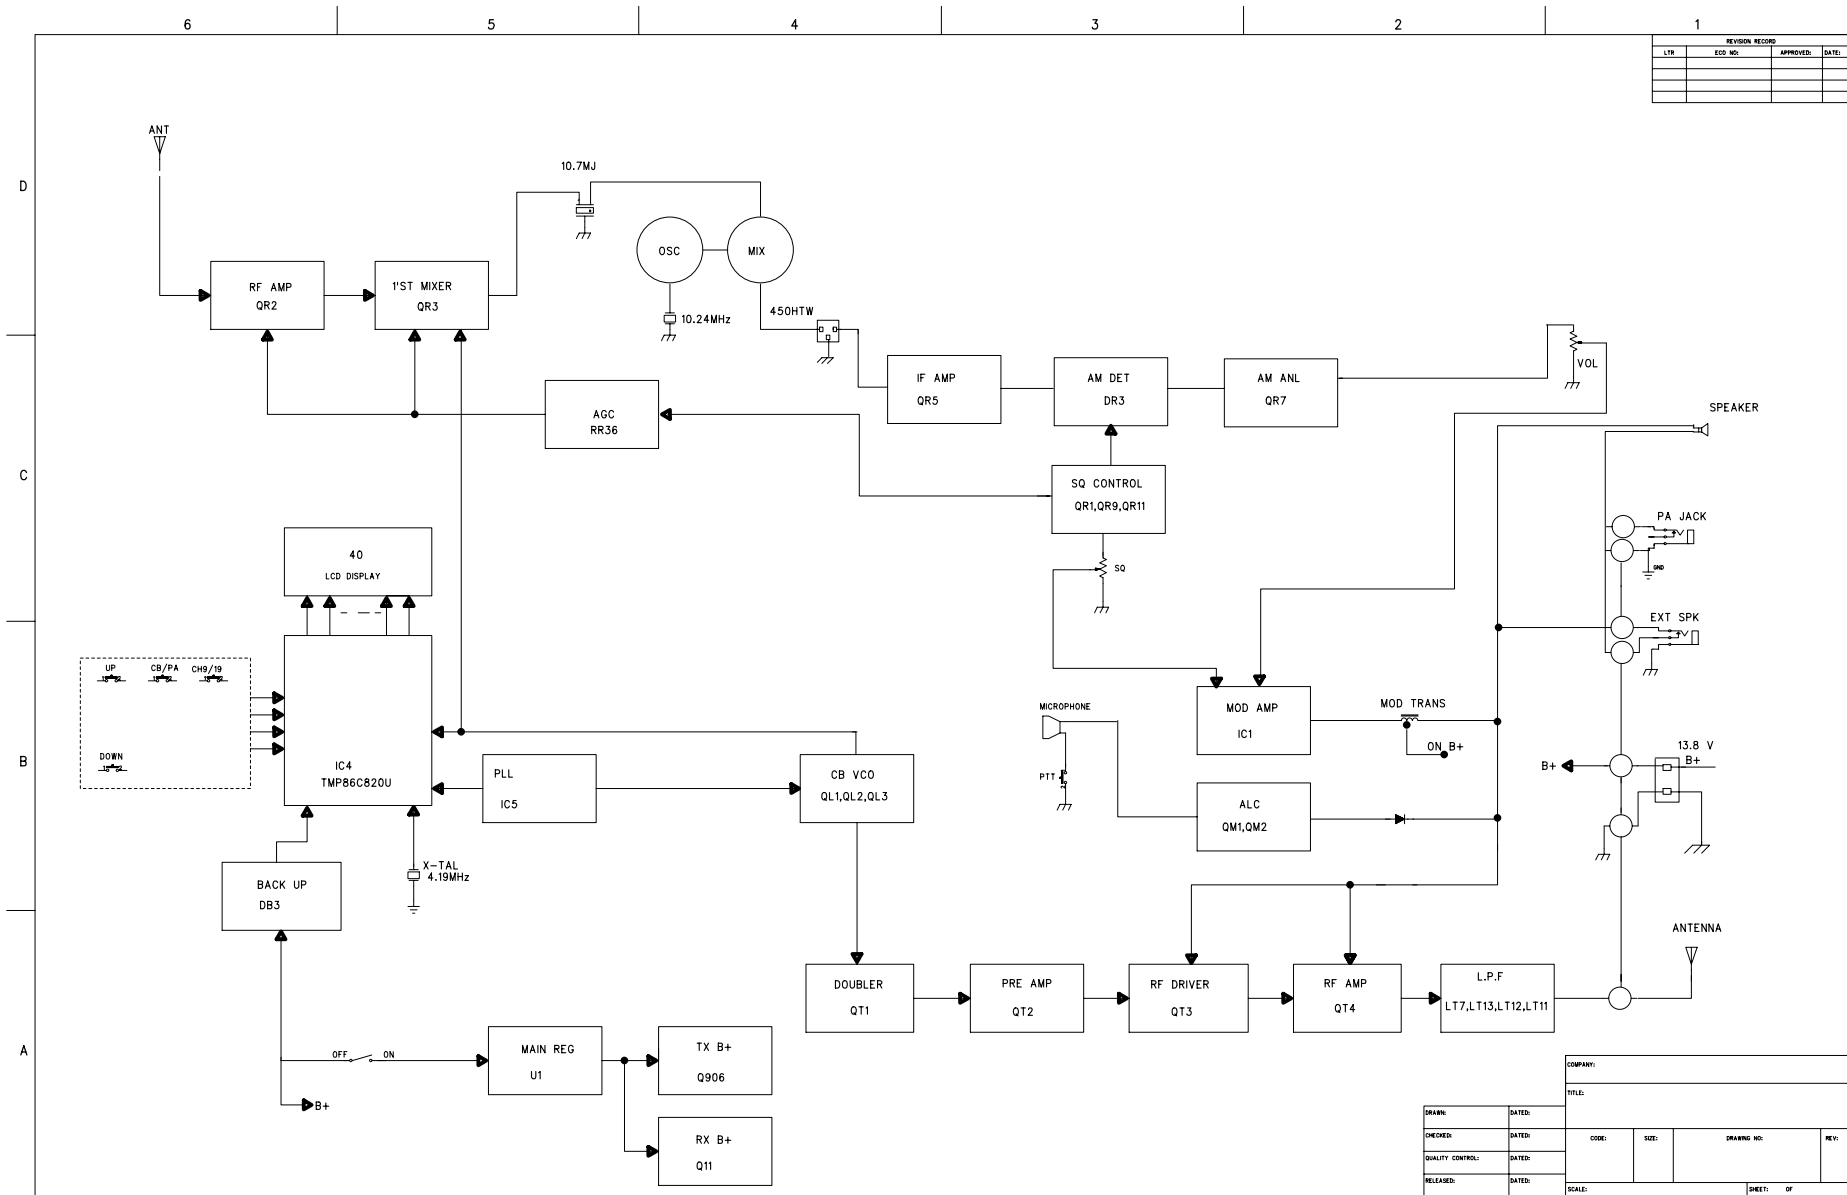 6 5 4 3 2 1
REVISION RECORD
LTR ECO NO: APPROVED: DATE:
ANT
D
10.7MJ
OSC MIX
RF AMP
QR2
1'ST MIXER
QR3
10.24MHz
450HTW
IF AMP
QR5
AM DET
DR3
AM ANL
QR7
VOL
AGC
RR36
SPEAKER
C
SQ CONTROL
QR1,QR9,QR11
PA JACK
GND
40
LCD DISPLAY
SQ
EXT SPK
UP CB/PA CH9/19
DOWN
B
IC4
TMP86C820U
PLL
IC5
CB VCO
QL1,QL2,QL3
MICROPHONE
PTT
MOD AMP
IC1
MOD TRANS
ON B+
13.8 V
B+
B+
ALC
QM1,QM2
X-TAL
4.19MHz
BACK UP
DB3
ANTENNA
DOUBLER
QT1
PRE AMP
QT2
RF DRIVER
QT3
RF AMP
QT4
L.P.F
LT7,LT13,LT12,LT11
A
OFF ON
B+
MAIN REG
U1
TX B+
Q906
RX B+
Q11
COMPANY:
TITLE:
DRAWN: DATED:
CHECKED: DATED:
QUALITY CONTROL: DATED:
RELEASED: DATED:
CODE: SIZE: DRAWING NO: REV:
SCALE: SHEET: OF